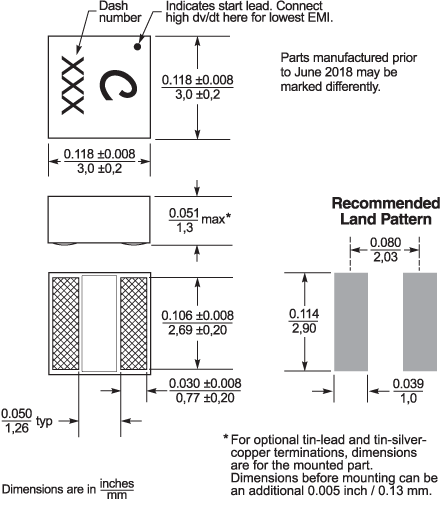 Dash
number
Indicates start lead. Connect
high dv/dt here for lowest EMI.
XXX
C
0.118 ±0.008
3,0 ±0,2
Parts manufactured prior
to June 2018 may be
marked differently.
0.118 ±0.008
3,0 ±0,2
0.051
1,3
max*
Recommended
Land Pattern
0.080
2,03
0.106 ±0.008
2,69 ±0,20
0.114
2,90
0.030 ±0.008
0,77 ±0,20
0.039
1,0
0.050
1,26
typ
* For optional tin-lead and tin-silver-
copper terminations, dimensions
are for the mounted part.
Dimensions before mounting can be
an additional 0.005 inch / 0.13 mm.
Dimensions are in inches
mm